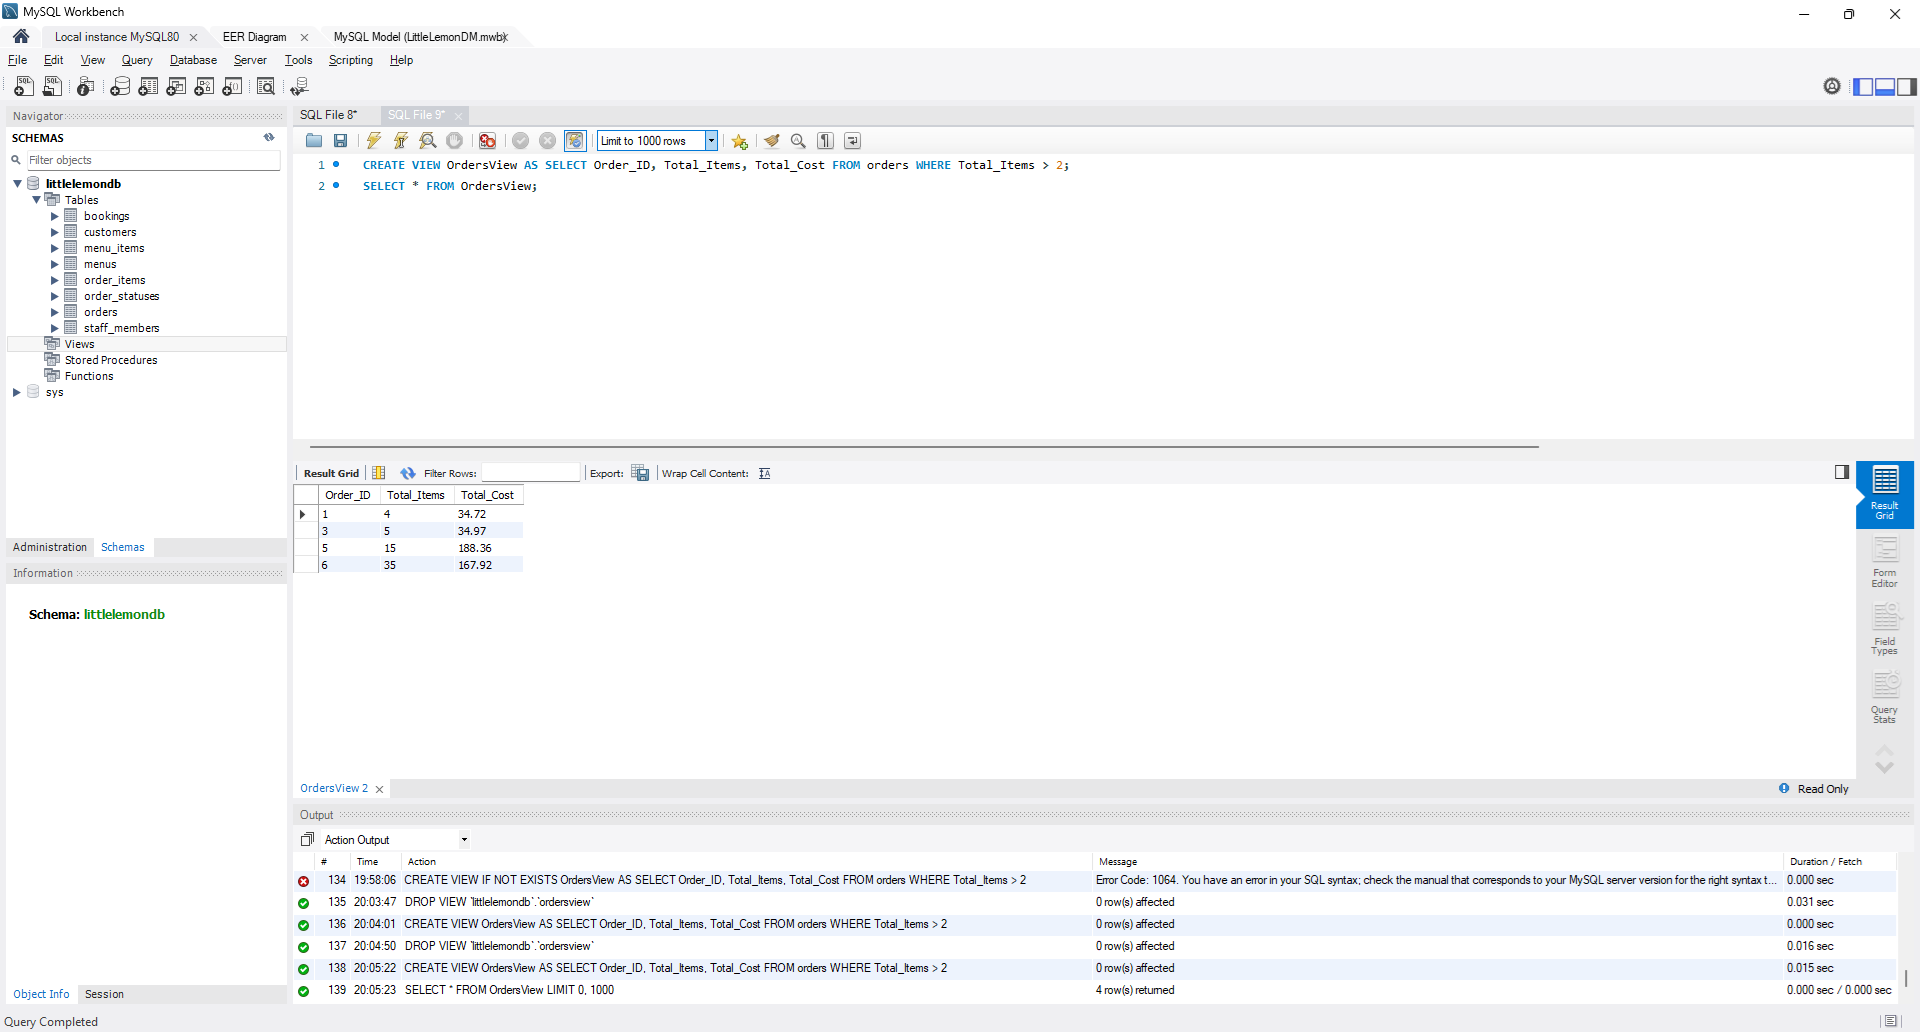 MySQL Workbench
Local instance MySQL80
EER Diagram
MySQL Model (LittleLemonDM.mwb)
File Edit View Query Database Server Tools Scripting Help
Navigator
SCHEMAS
Filter objects
littlelemondb
Tables
bookings
customers
menu_items
menus
order_items
order_statuses
orders
staff_members
Views
Stored Procedures
Functions
sys
Administration Schemas
Information
Schema: littlelemondb
Object Info Session
SQL File 8* SQL File 9*
Limit to 1000 rows
1 CREATE VIEW OrdersView AS SELECT Order_ID, Total_Items, Total_Cost FROM orders WHERE Total_Items > 2;
2 SELECT * FROM OrdersView;
Result Grid Filter Rows: Export: Wrap Cell Content:
Order_ID Total_Items Total_Cost
1 4 34.72
3 5 34.97
5 15 188.36
6 35 167.92
Result Grid
Form Editor
Field Types
Query Stats
OrdersView 2
Read Only
Output
Action Output
# Time Action Message Duration / Fetch
134 19:58:06 CREATE VIEW IF NOT EXISTS OrdersView AS SELECT Order_ID, Total_Items, Total_Cost FROM orders WHERE Total_Items > 2 Error Code: 1064. You have an error in your SQL syntax; check the manual that corresponds to your MySQL server version for the right syntax t... 0.000 sec
135 20:03:47 DROP VIEW `littlelemondb`.`ordersview` 0 row(s) affected 0.031 sec
136 20:04:01 CREATE VIEW OrdersView AS SELECT Order_ID, Total_Items, Total_Cost FROM orders WHERE Total_Items > 2 0 row(s) affected 0.000 sec
137 20:04:50 DROP VIEW `littlelemondb`.`ordersview` 0 row(s) affected 0.016 sec
138 20:05:22 CREATE VIEW OrdersView AS SELECT Order_ID, Total_Items, Total_Cost FROM orders WHERE Total_Items > 2 0 row(s) affected 0.015 sec
139 20:05:23 SELECT * FROM OrdersView LIMIT 0, 1000 4 row(s) returned 0.000 sec / 0.000 sec
Query Completed